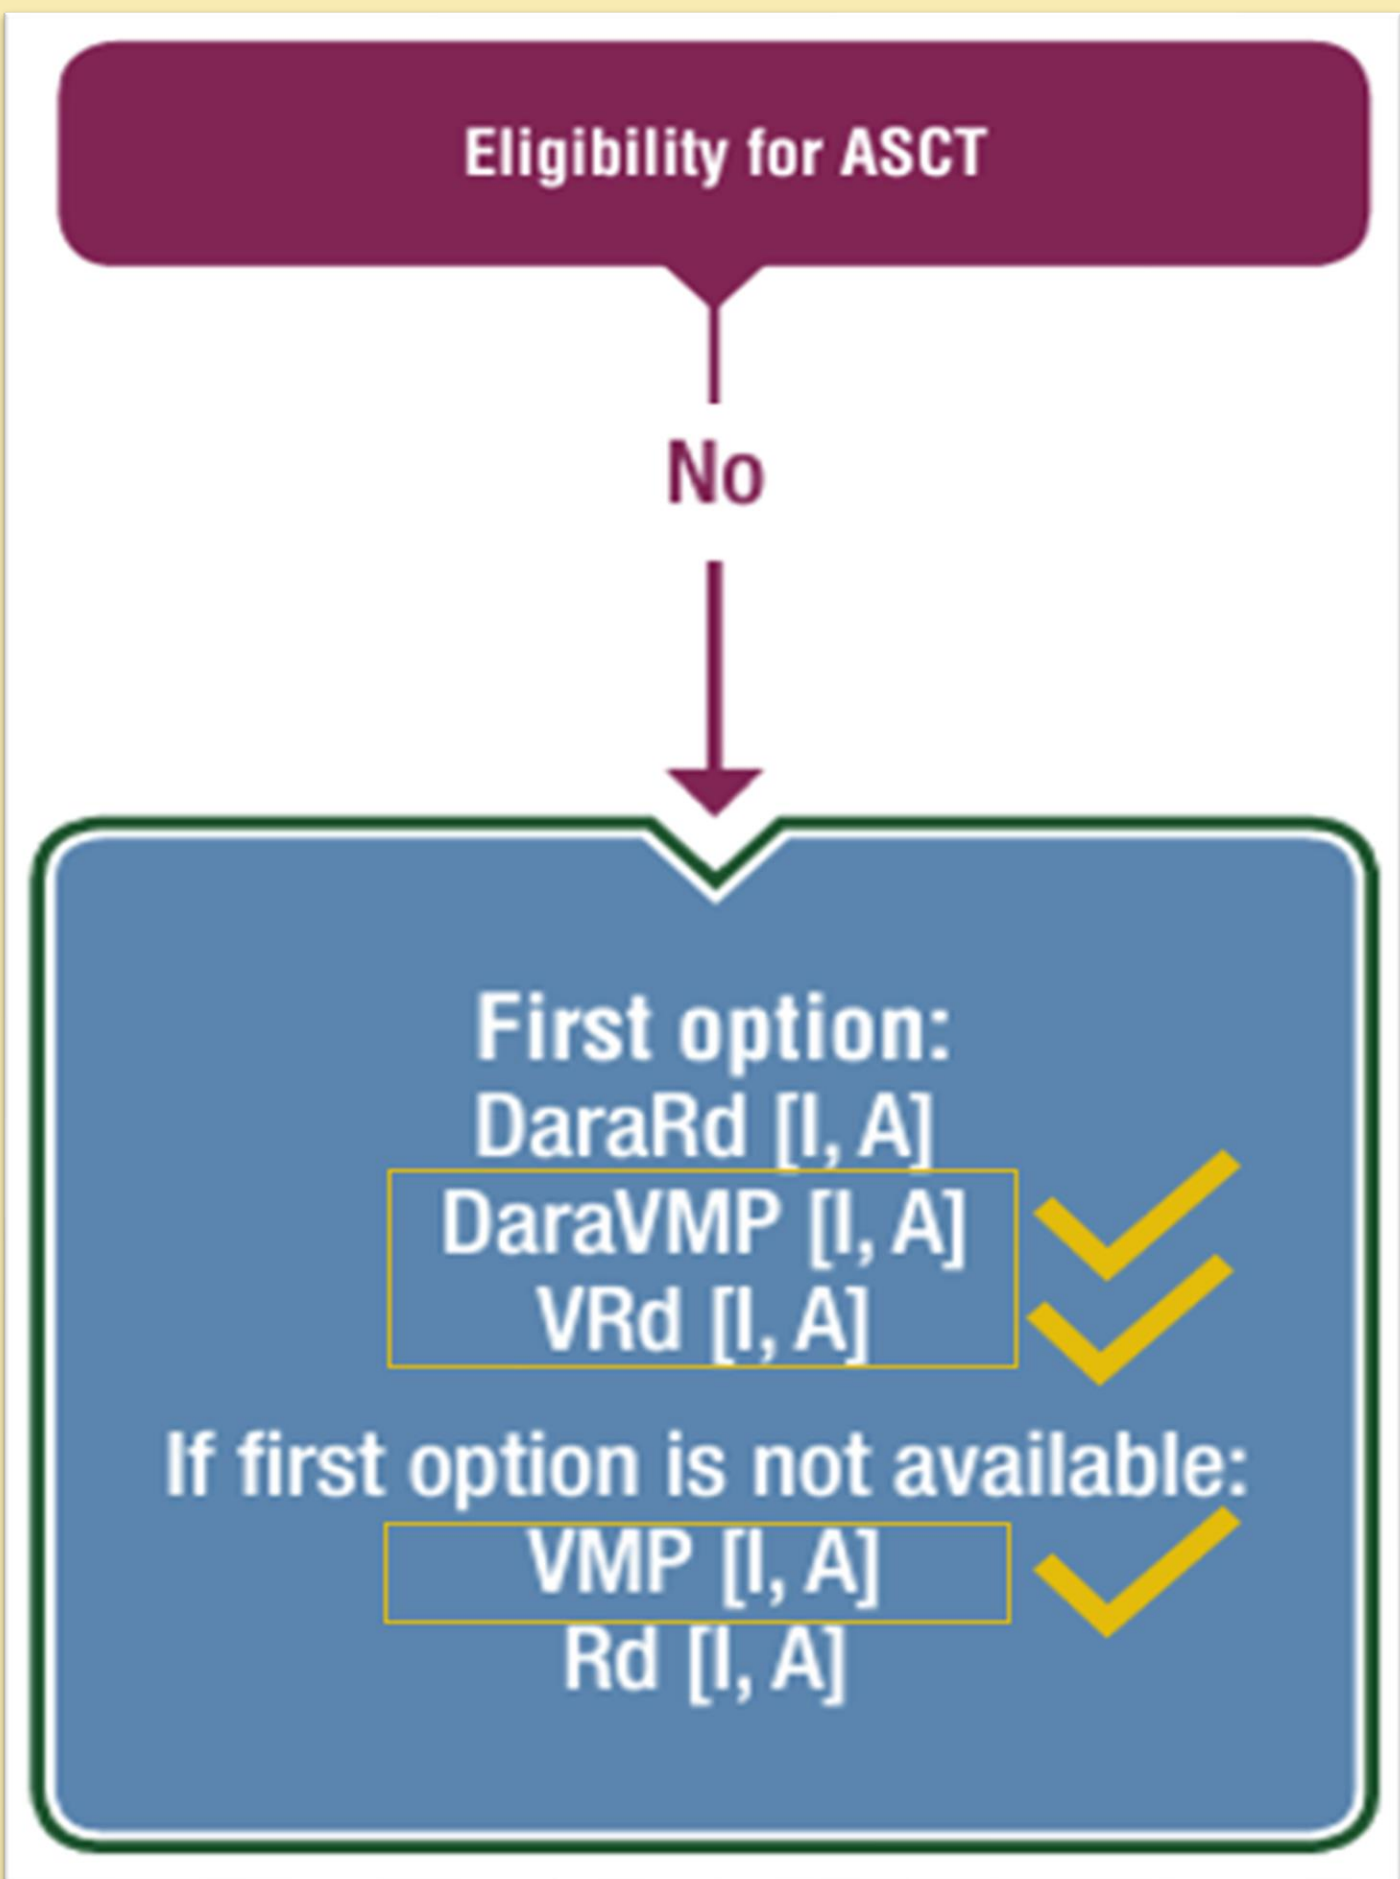 Eligibility for ASCT
No
First option:
DaraRd [I, A]
DaraVMP [I, A]
VRd [I, A]
If first option is not available:
VMP [I, A]
Rd [I, A]